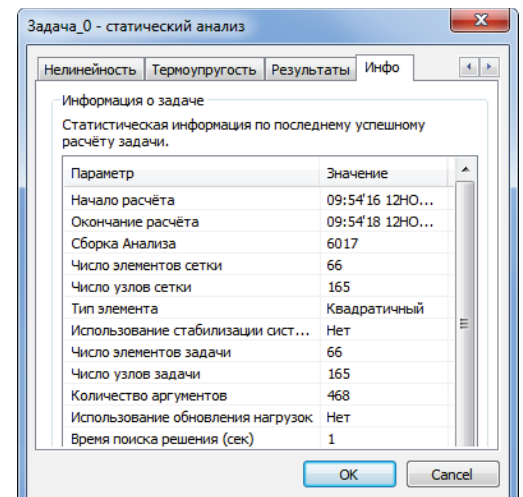 Задача_0 - статический анализ
Нелинейность Термоупругость Результаты Инфо
Информация о задаче
Статистическая информация по последнему успешному
расчёту задачи.
Параметр Значение
Начало расчёта 09:54'16 12НО...
Окончание расчёта 09:54'18 12НО...
Сборка Анализа 6017
Число элементов сетки 66
Число узлов сетки 165
Тип элемента Квадратичный
Использование стабилизации сист... Нет
Число элементов задачи 66
Число узлов задачи 165
Количество аргументов 468
Использование обновления нагрузок Нет
Время поиска решения (сек) 1
OK Cancel